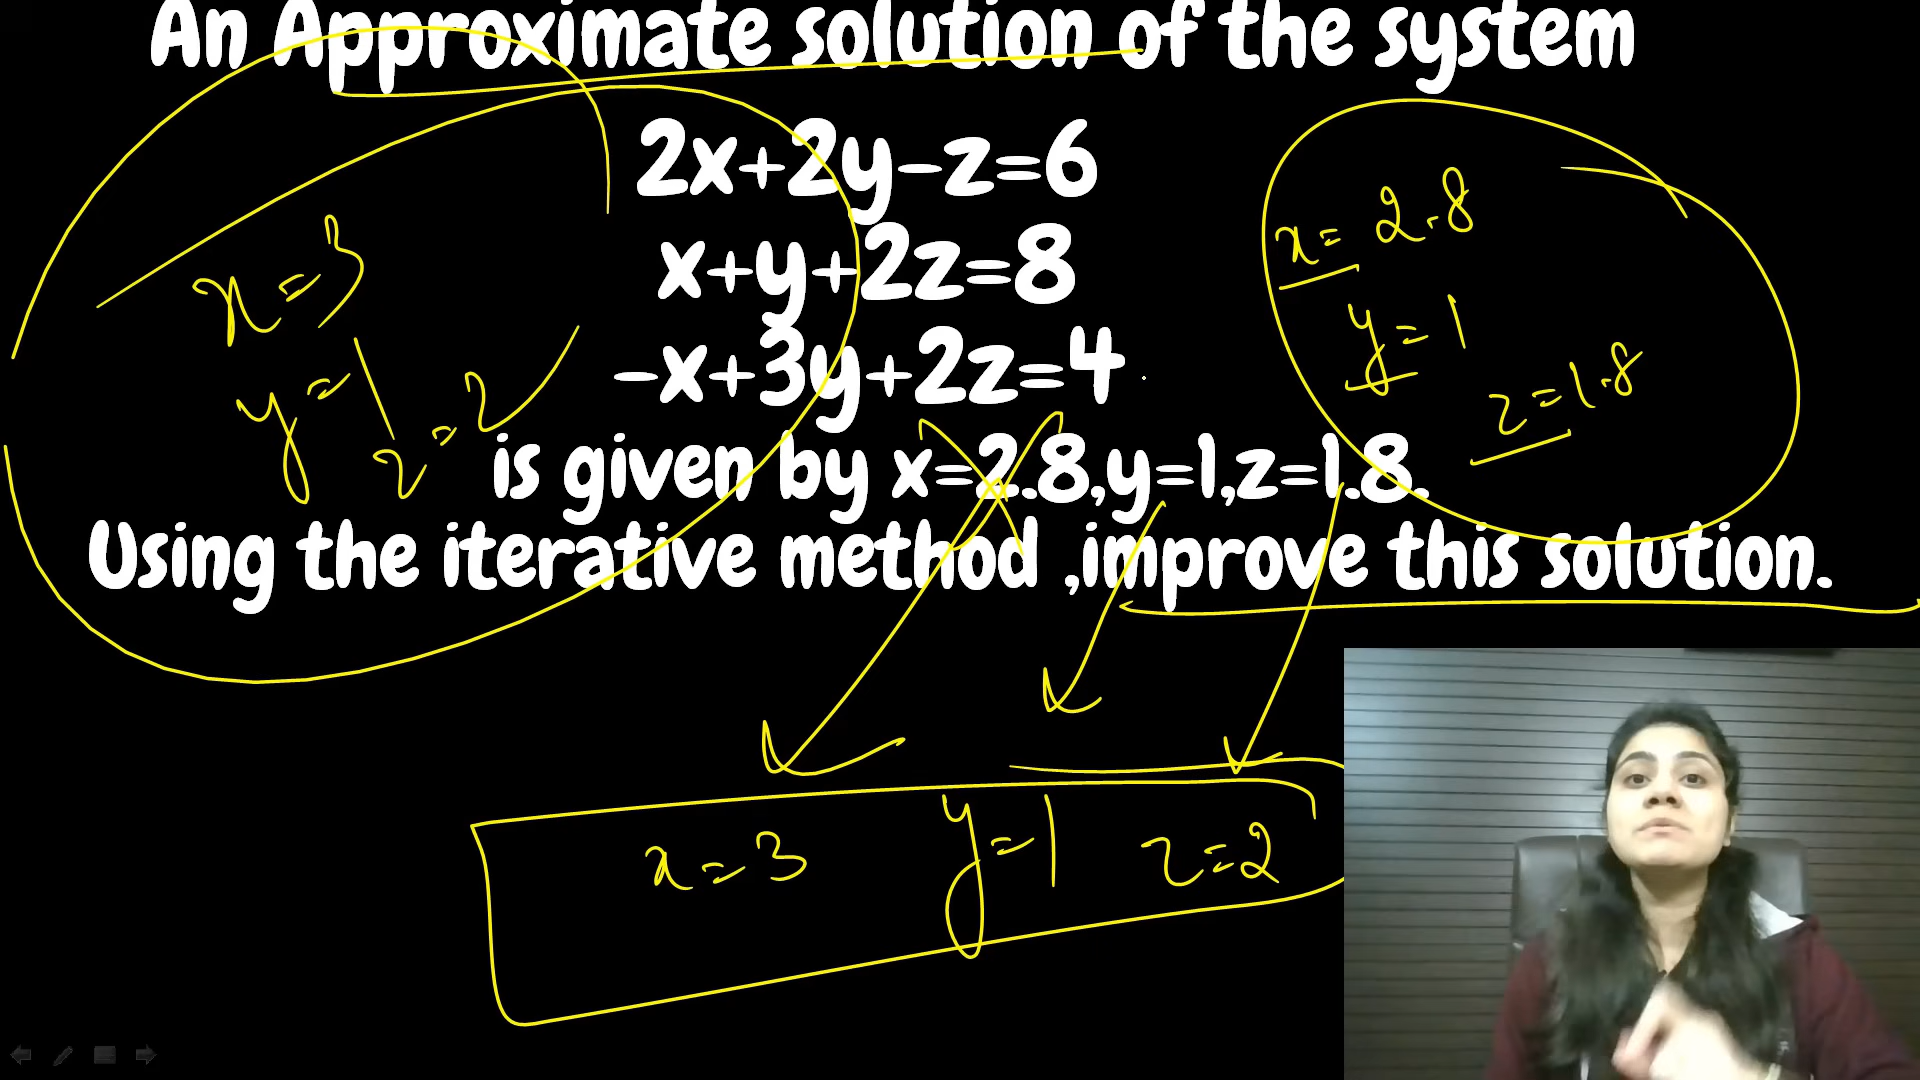 An Approximate solution of the system
2x+2y-z=6
x+y+2z=8
-x+3y+2z=4
is given by x=2.8,y=1,z=1.8.
Using the iterative method ,improve this solution.
x=3
y=1
z=2
x=2.8
y=1
z=1.8
x=3 y=1 z=2